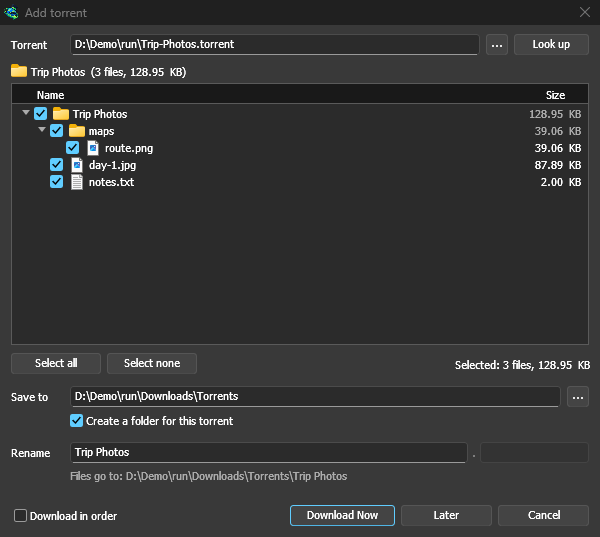 Add torrent
Torrent D:\Demo\run\Trip-Photos.torrent ... Look up
Trip Photos (3 files, 128.95 KB)
Name Size
Trip Photos 128.95 KB
maps 39.06 KB
route.png 39.06 KB
day-1.jpg 87.89 KB
notes.txt 2.00 KB
Select all Select none Selected: 3 files, 128.95 KB
Save to D:\Demo\run\Downloads\Torrents ...
Create a folder for this torrent
Rename Trip Photos .
Files go to: D:\Demo\run\Downloads\Torrents\Trip Photos
Download in order Download Now Later Cancel